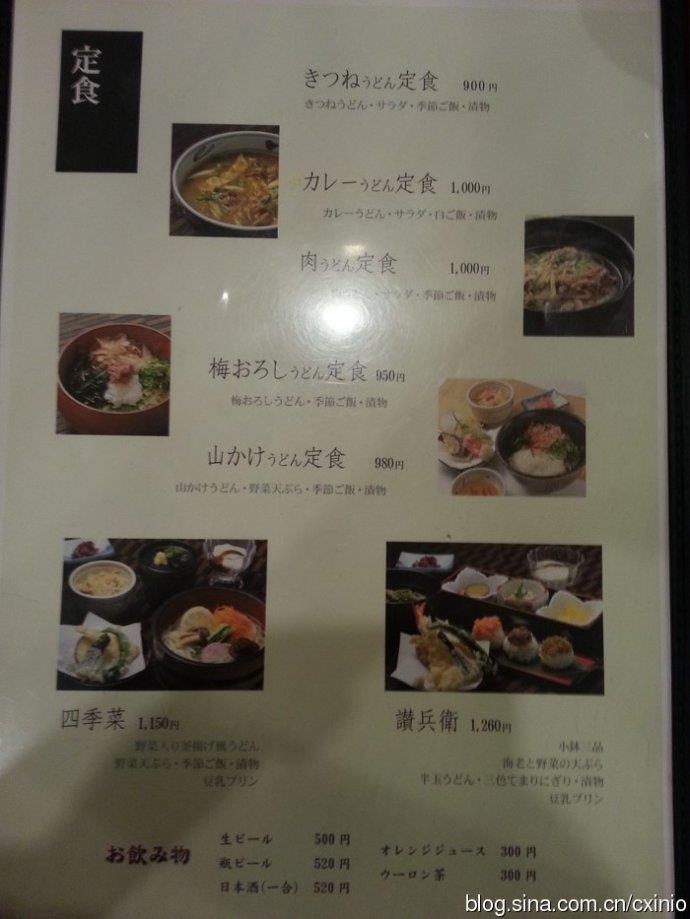 定食
きつねうどん定食 900円
きつねうどん・サラダ・季節ご飯・漬物
カレーうどん定食 1,000円
カレーうどん・サラダ・白ご飯・漬物
肉うどん定食 1,000円
肉うどん・サラダ・季節ご飯・漬物
梅おろしうどん定食 950円
梅おろしうどん・季節ご飯・漬物
山かけうどん定食 980円
山かけうどん・野菜天ぷら・季節ご飯・漬物
四季菜 1,150円
野菜入り釜揚げ風うどん
野菜天ぷら・季節ご飯・漬物
豆乳プリン
讃兵衛 1,260円
小鉢三品
海老と野菜の天ぷら
半玉うどん・三色てまりにぎり・漬物
豆乳プリン
お飲み物
生ビール 500円
瓶ビール 520円
日本酒(一合) 520円
オレンジジュース 300円
ウーロン茶 300円
blog.sina.com.cn/cxinio